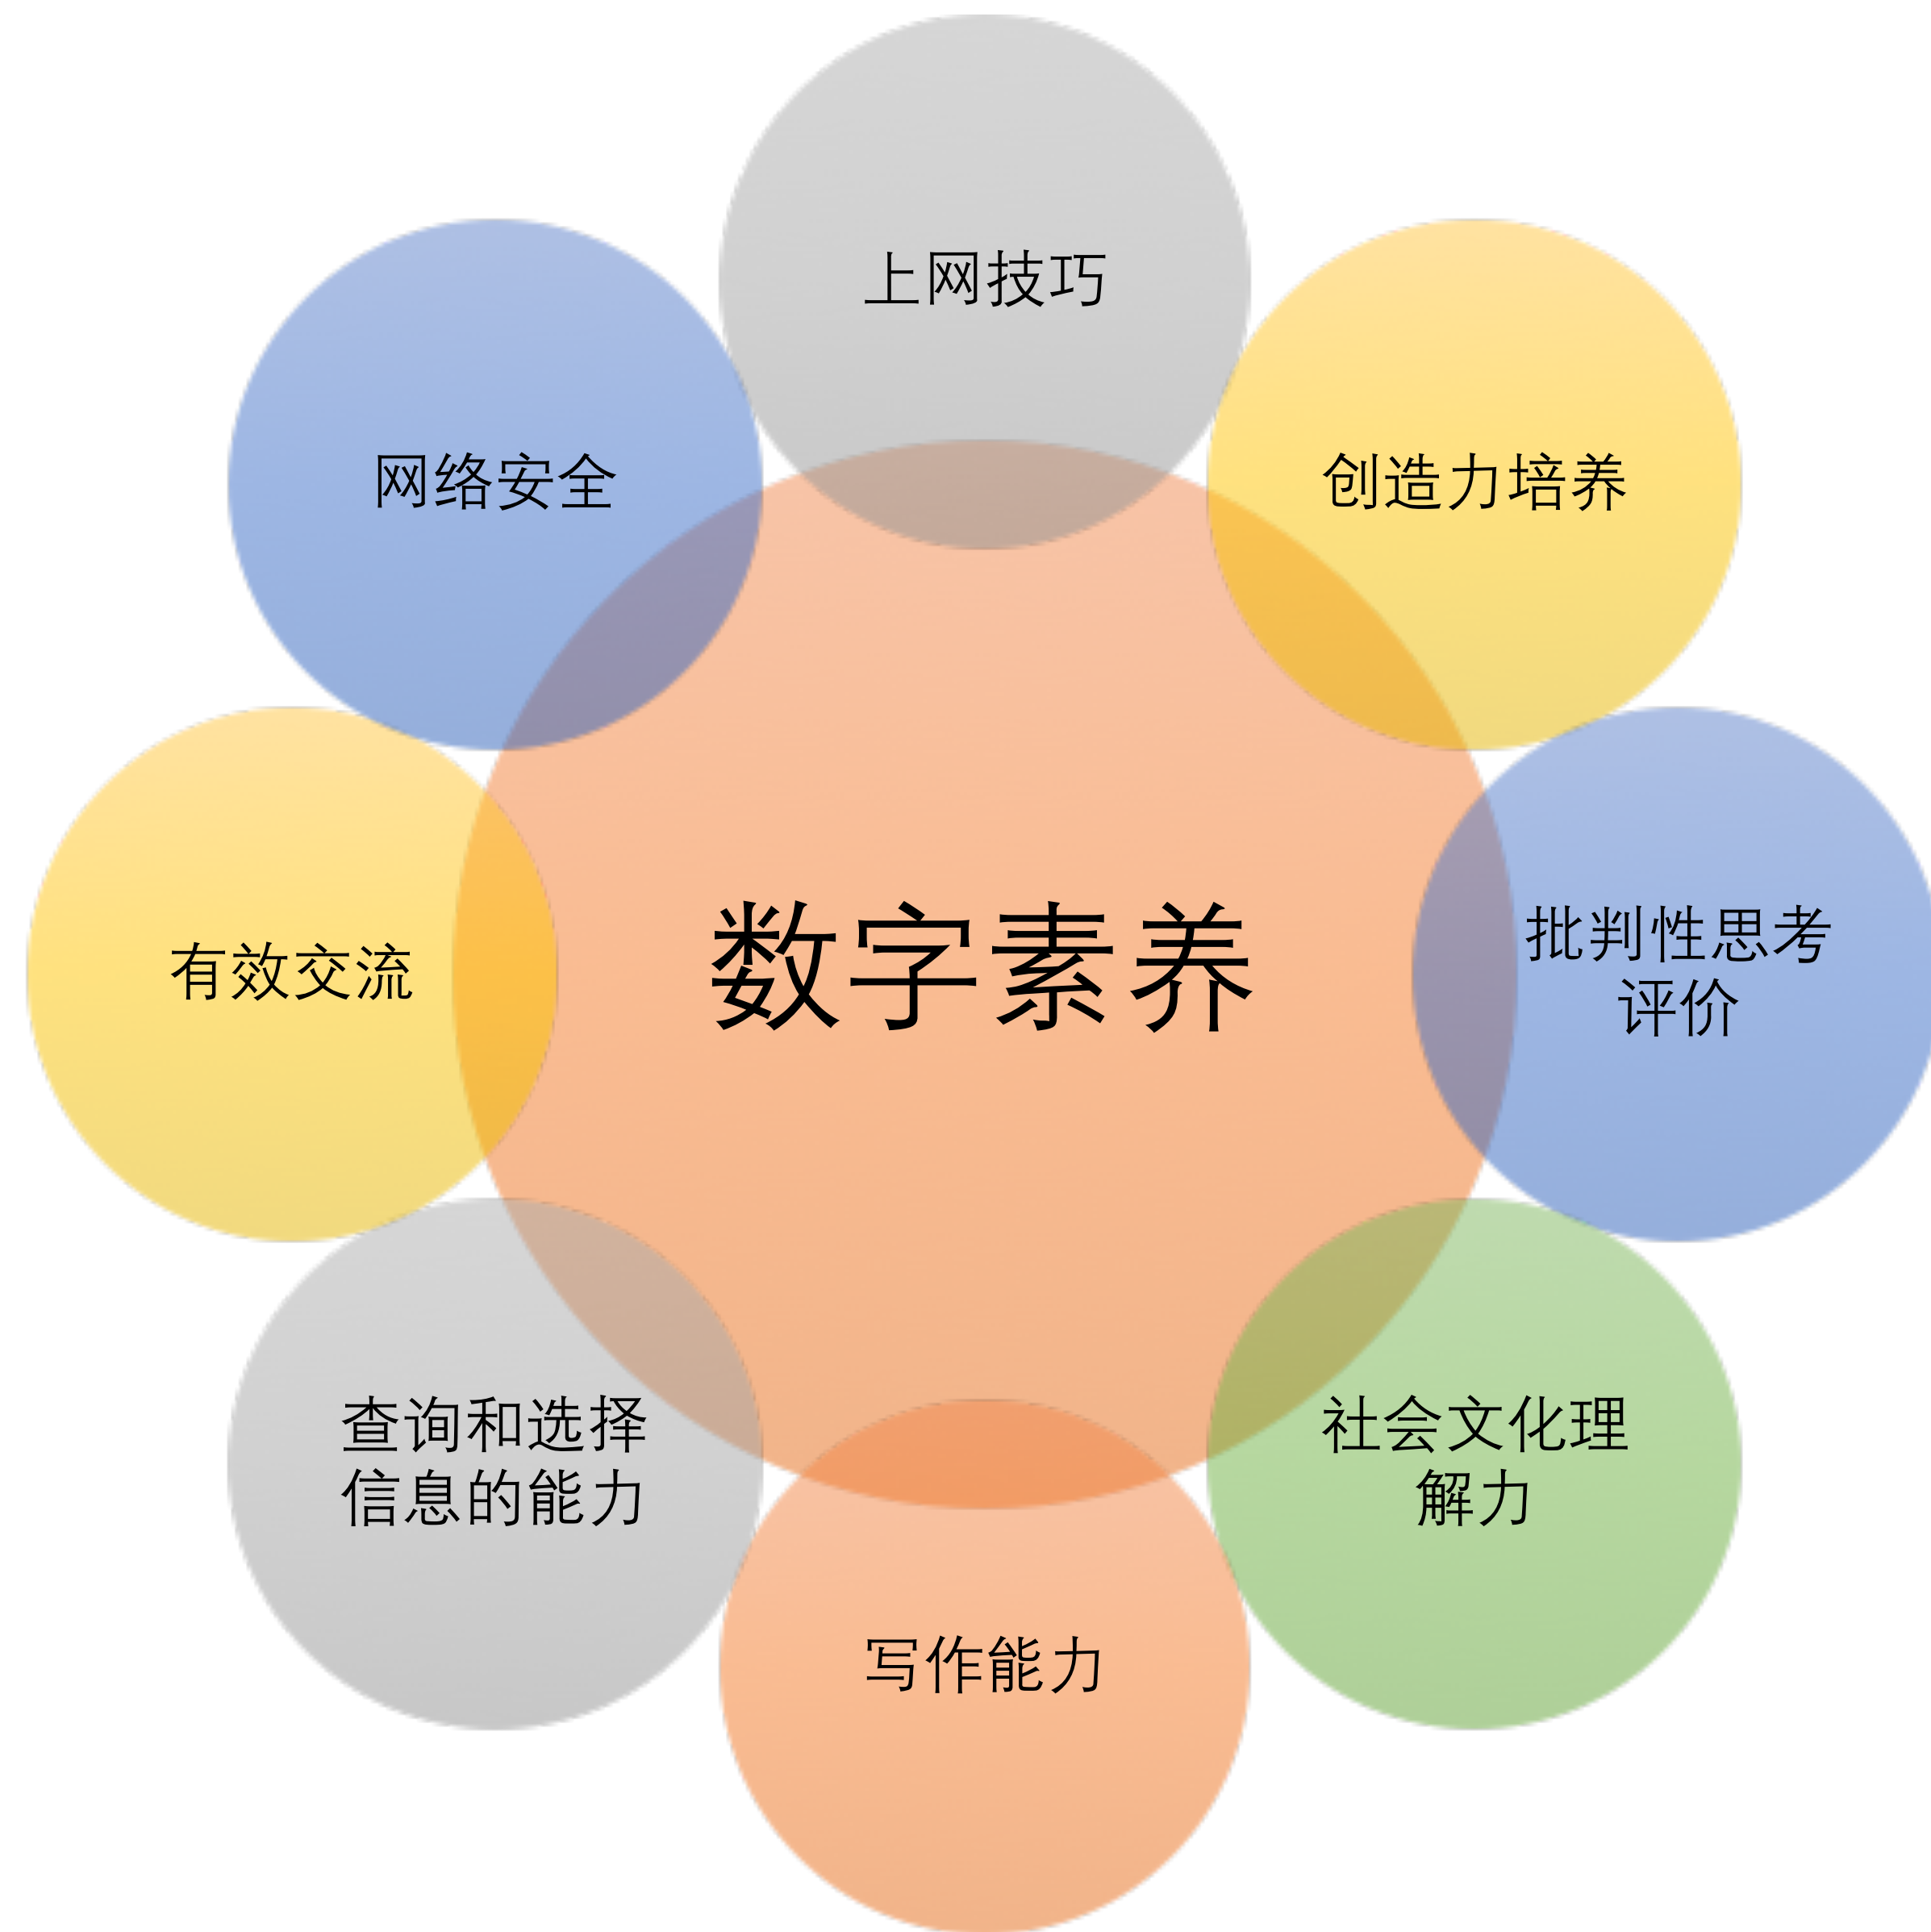 上网技巧
网络安全
创造力培养
有效交流
数字素养
批判性思考
评价
查询和选择
信息的能力
社会文化理
解力
写作能力